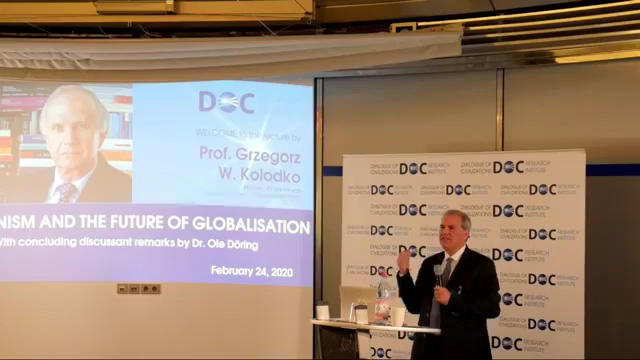 DOC
WELCOME to the lecture by
Prof. Grzegorz
W. Kolodko
NISM AND THE FUTURE OF GLOBALISATION
With concluding discussant remarks by Dr. Ole Döring
February 24, 2020
DIALOGUE OF
CIVILIZATIONS
DOC
RESEARCH
INSTITUTE